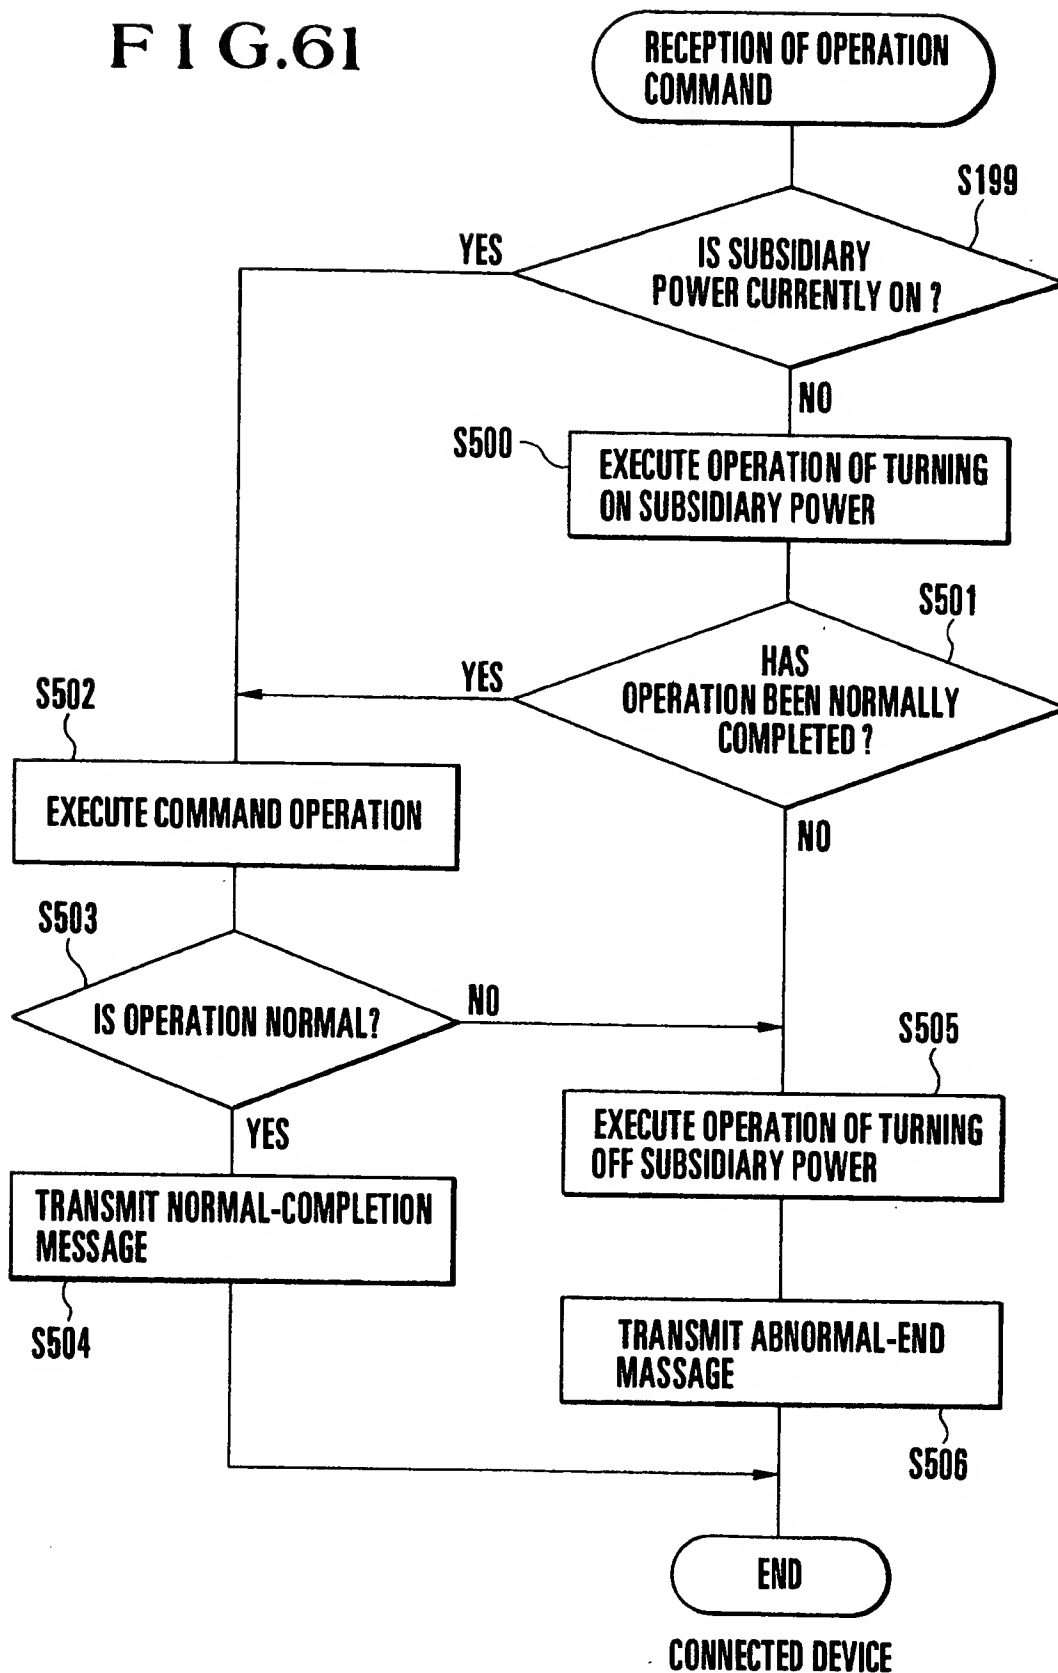 FIG.61
RECEPTION OF OPERATION
COMMAND
S199
YES
IS SUBSIDIARY
POWER CURRENTLY ON ?
NO
S500
EXECUTE OPERATION OF TURNING
ON SUBSIDIARY POWER
S501
YES
HAS
OPERATION BEEN NORMALLY
COMPLETED ?
NO
S502
EXECUTE COMMAND OPERATION
S503
IS OPERATION NORMAL?
NO
YES
S505
EXECUTE OPERATION OF TURNING
OFF SUBSIDIARY POWER
TRANSMIT NORMAL-COMPLETION
MESSAGE
S504
TRANSMIT ABNORMAL-END
MASSAGE
S506
END
CONNECTED DEVICE